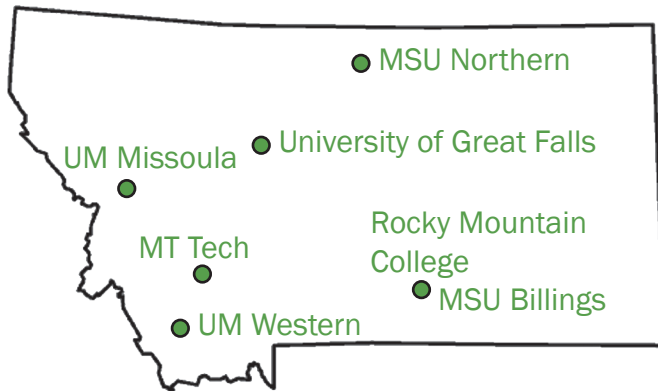 MSU Northern
University of Great Falls
UM Missoula
Rocky Mountain
College
MT Tech
MSU Billings
UM Western